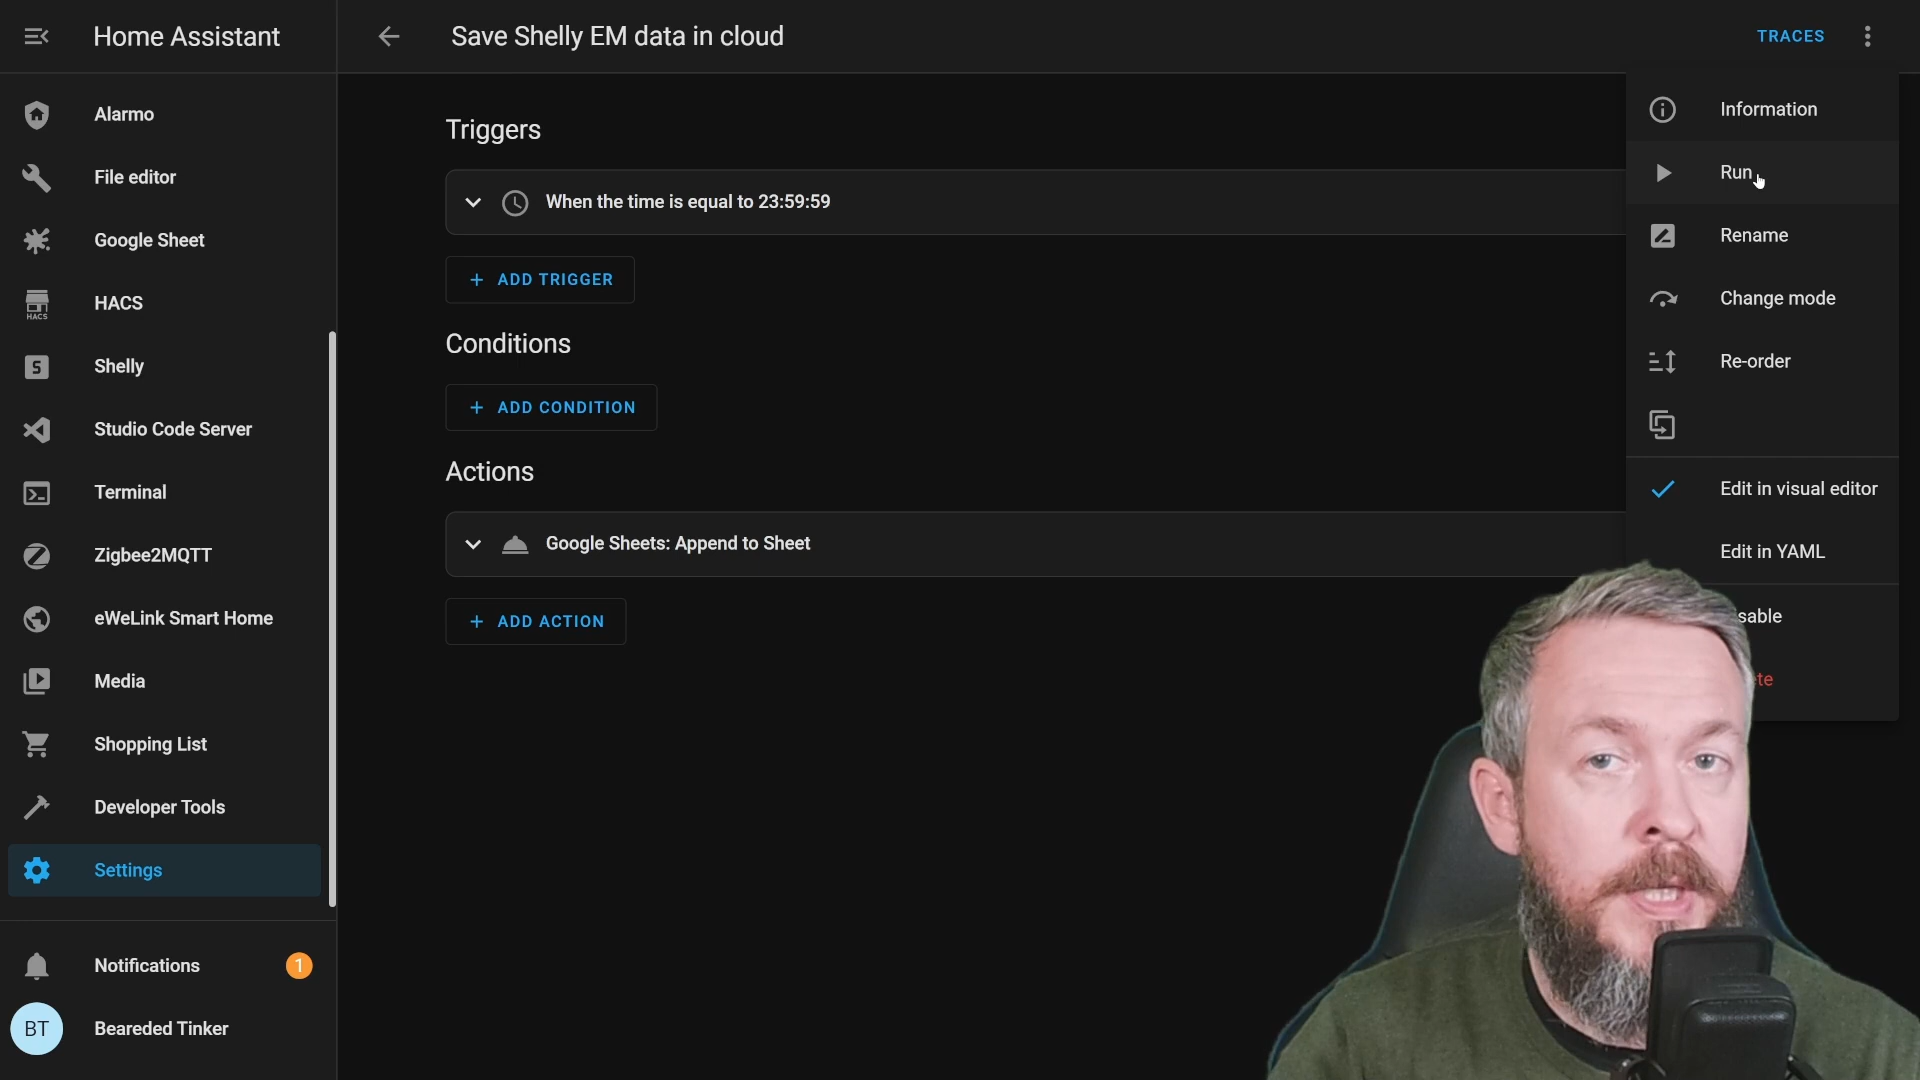 Home Assistant
Save Shelly EM data in cloud
TRACES
Alarmo
File editor
Google Sheet
HACS
HACS
Shelly
Studio Code Server
Terminal
Zigbee2MQTT
eWeLink Smart Home
Media
Shopping List
Developer Tools
Settings
Notifications
1
BT
Beareded Tinker
Triggers
When the time is equal to 23:59:59
+ ADD TRIGGER
Conditions
+ ADD CONDITION
Actions
Google Sheets: Append to Sheet
+ ADD ACTION
Information
Run
Rename
Change mode
Re-order
Edit in visual editor
Edit in YAML
sable
te